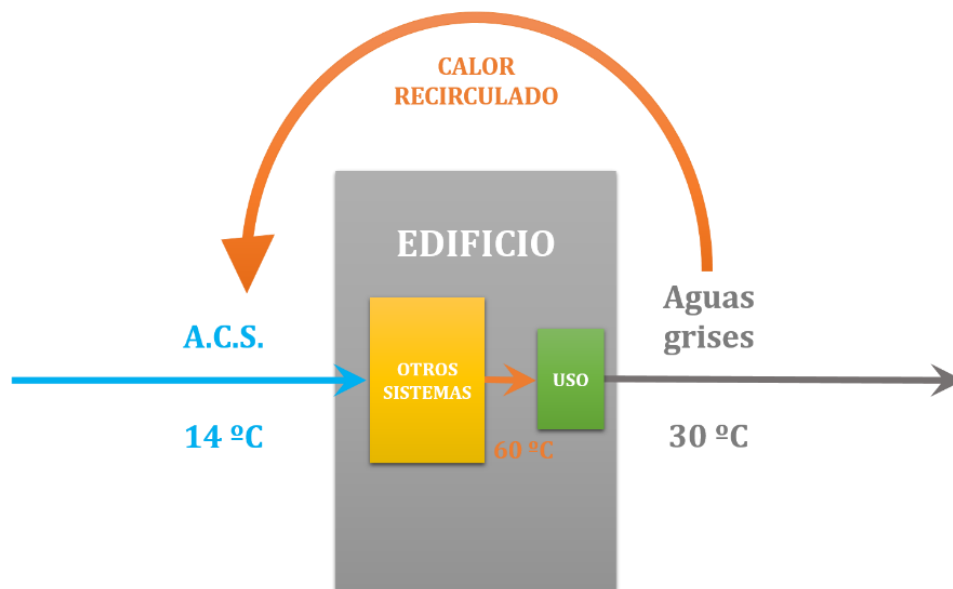 CALOR
RECIRCULADO
EDIFICIO
Aguas
grises
A.C.S.
OTROS
SISTEMAS
USO
14 ºC
60 ºC
30 ºC